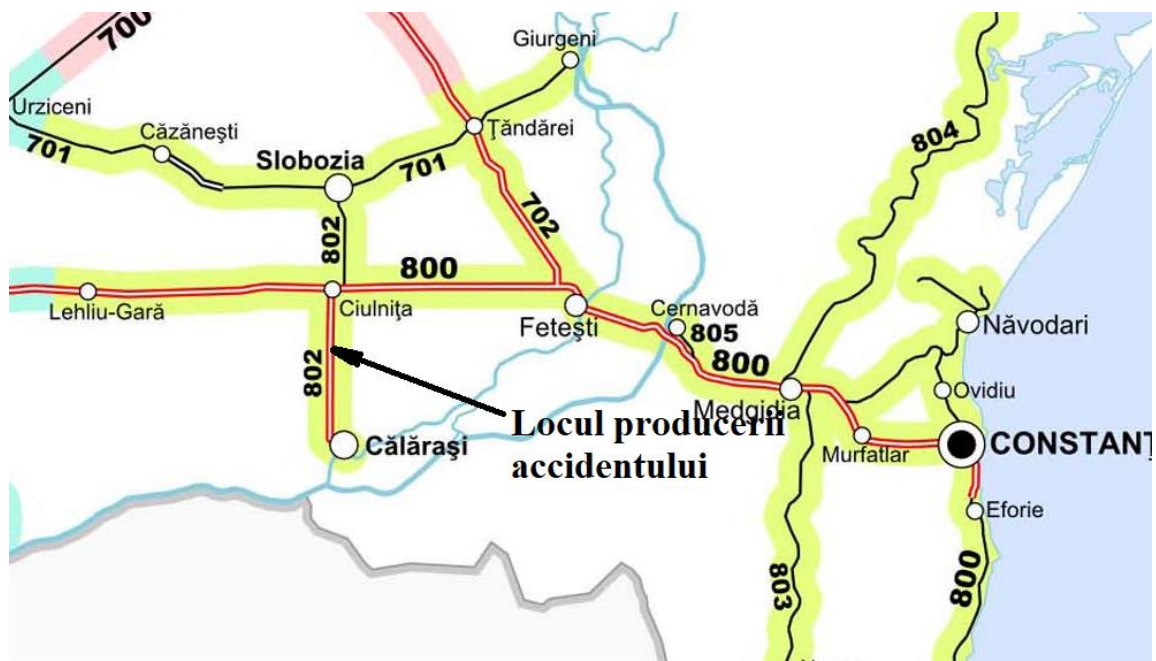 700
Giurgeni
Urziceni
Căzăneşti
Ţăndărei
701
Slobozia
701
804
702
802
800
Lehliu-Gară
Ciulniţa
Feteşti
Cernavodă
805
Năvodari
800
802
Medgidia
Ovidiu
Locul producerii
accidentului
Călăraşi
Murfatlar
CONSTANŢ
Eforie
803
800